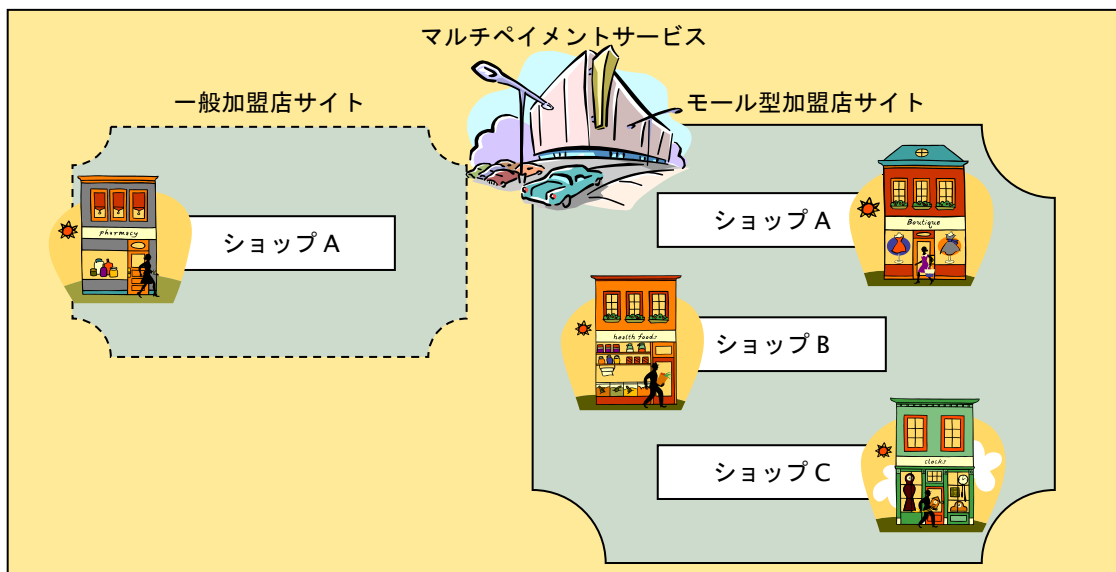 マルチペイメントサービス
一般加盟店サイト
モール型加盟店サイト
pharmacy
ショップ A
ショップ A
Boutique
health foods
ショップ B
ショップ C
clocks